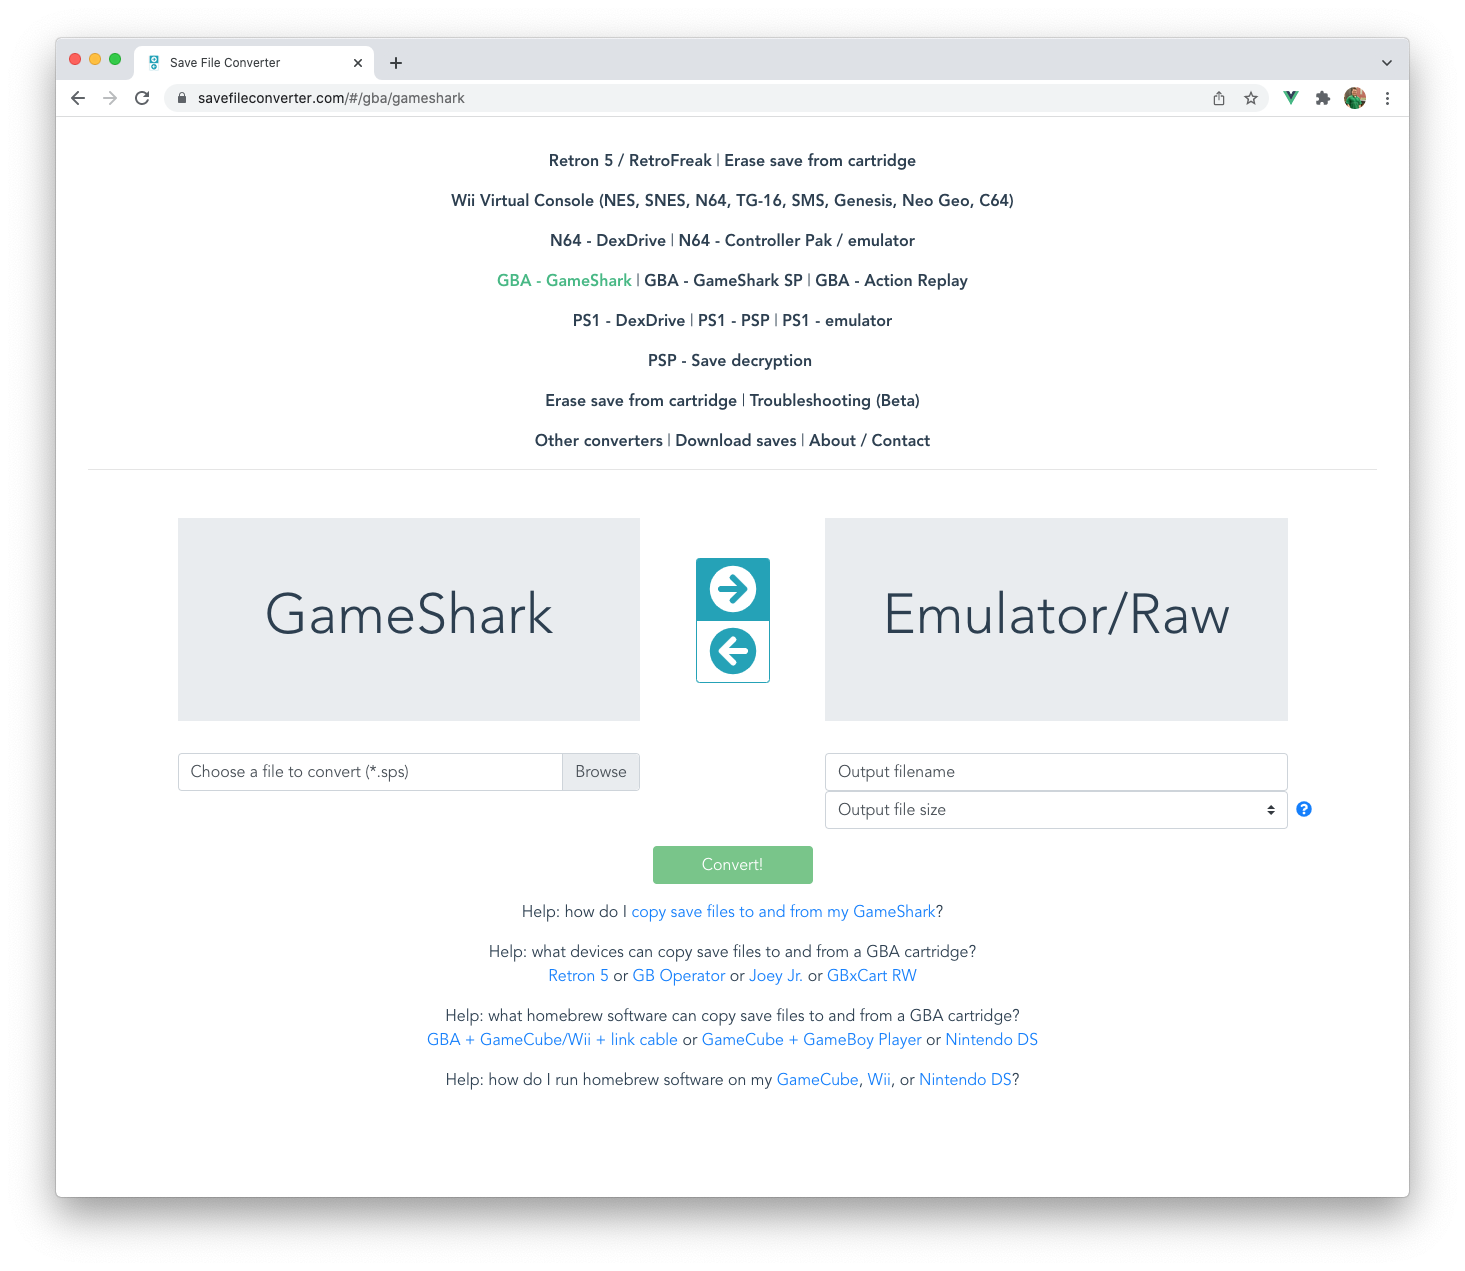 Save File Converter
savefileconverter.com/#/gba/gameshark
Retron 5 / RetroFreak | Erase save from cartridge
Wii Virtual Console (NES, SNES, N64, TG-16, SMS, Genesis, Neo Geo, C64)
N64 - DexDrive | N64 - Controller Pak / emulator
GBA - GameShark | GBA - GameShark SP | GBA - Action Replay
PS1 - DexDrive | PS1 - PSP | PS1 - emulator
PSP - Save decryption
Erase save from cartridge | Troubleshooting (Beta)
Other converters | Download saves | About / Contact
GameShark
Emulator/Raw
Choose a file to convert (*.sps)
Browse
Output filename
Output file size
?
Convert!
Help: how do I copy save files to and from my GameShark?
Help: what devices can copy save files to and from a GBA cartridge?
Retron 5 or GB Operator or Joey Jr. or GBxCart RW
Help: what homebrew software can copy save files to and from a GBA cartridge?
GBA + GameCube/Wii + link cable or GameCube + GameBoy Player or Nintendo DS
Help: how do I run homebrew software on my GameCube, Wii, or Nintendo DS?